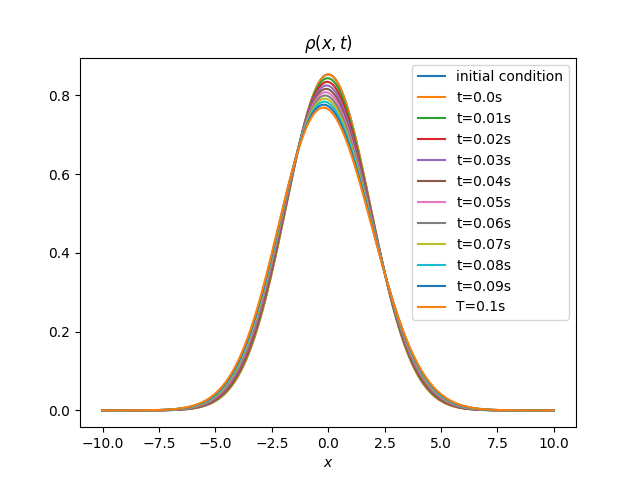 ρ(x, t)
initial condition
t=0.0s
t=0.01s
t=0.02s
t=0.03s
t=0.04s
t=0.05s
t=0.06s
t=0.07s
t=0.08s
t=0.09s
T=0.1s
0.8
0.6
0.4
0.2
0.0
−10.0 −7.5 −5.0 −2.5 0.0 2.5 5.0 7.5 10.0
x